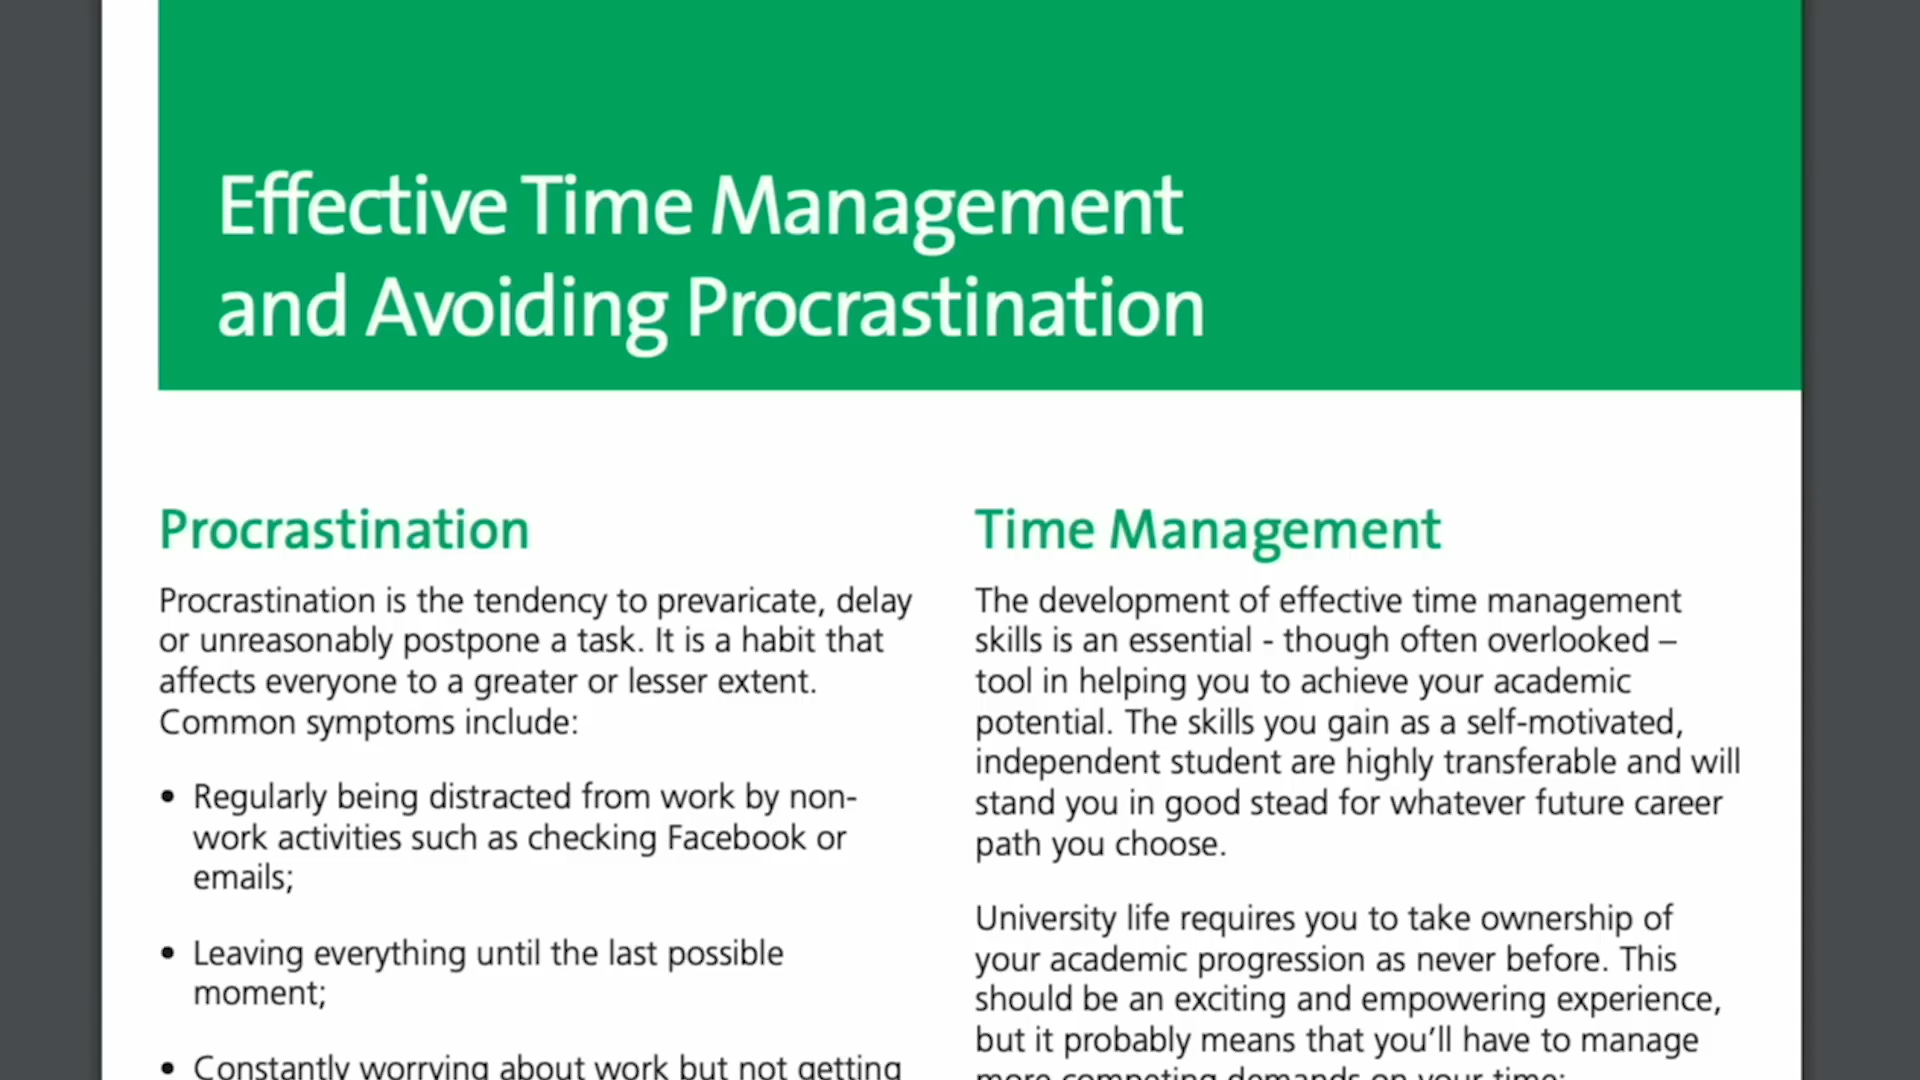 Effective Time Management
and Avoiding Procrastination
Procrastination
Procrastination is the tendency to prevaricate, delay
or unreasonably postpone a task. It is a habit that
affects everyone to a greater or lesser extent.
Common symptoms include:
• Regularly being distracted from work by non-
work activities such as checking Facebook or
emails;
• Leaving everything until the last possible
moment;
• Constantly worrying about work but not getting
Time Management
The development of effective time management
skills is an essential - though often overlooked –
tool in helping you to achieve your academic
potential. The skills you gain as a self-motivated,
independent student are highly transferable and will
stand you in good stead for whatever future career
path you choose.
University life requires you to take ownership of
your academic progression as never before. This
should be an exciting and empowering experience,
but it probably means that you’ll have to manage
more competing demands on your time: